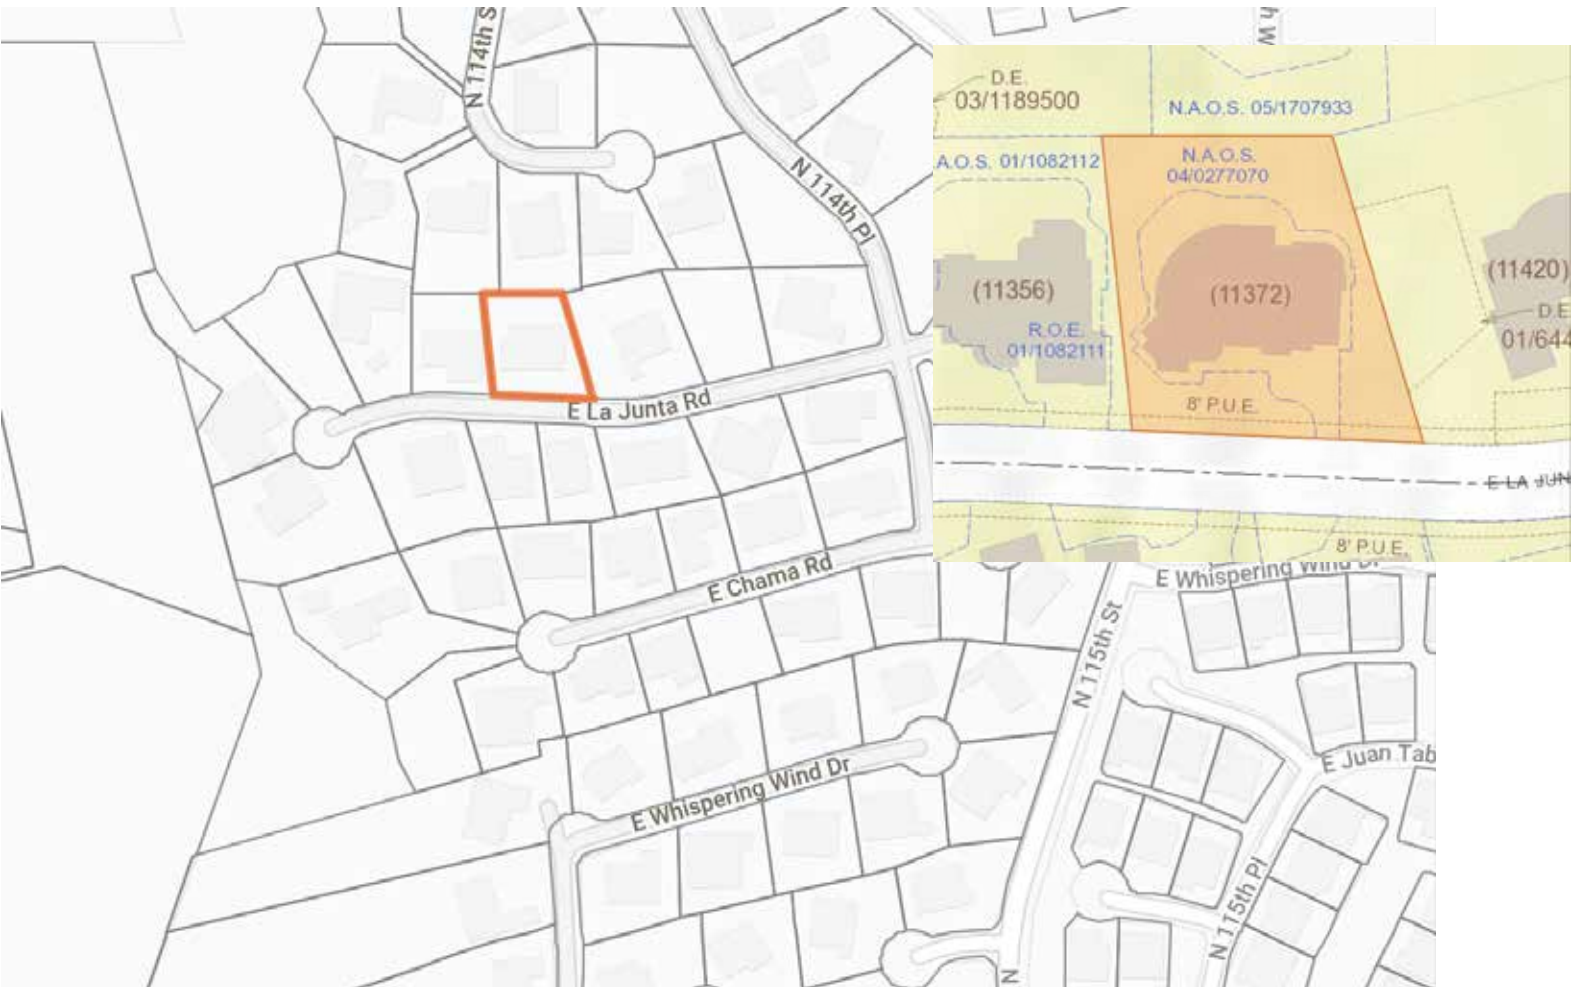 N 114th S
h W
D.E.
03/1189500
N.A.O.S. 05/1707933
A.O.S. 01/1082112
N.A.O.S.
04/0277070
N 114th Pl
(11356)
(11372)
(11420)
D.E
01/644
R.O.E.
01/1082111
8' P.U.E.
E La Junta Rd
E LA JUN
8' P.U.E.
E Chama Rd
E Whispering Wind Dr
N 115th St
E Whispering Wind Dr
E Juan Tab
N 115th Pl
N